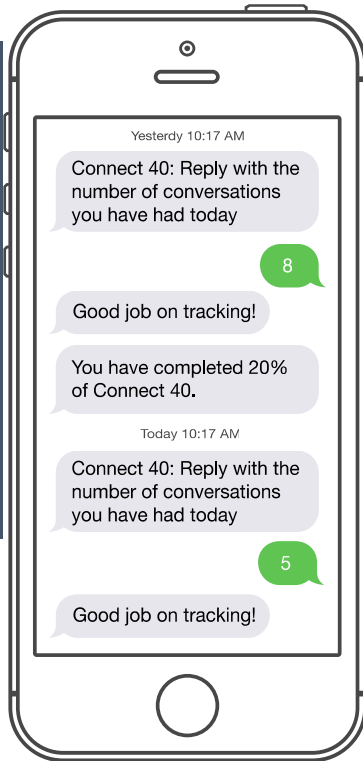 Yesterdy 10:17 AM
Connect 40: Reply with the
number of conversations
you have had today
8
Good job on tracking!
You have completed 20%
of Connect 40.
Today 10:17 AM
Connect 40: Reply with the
number of conversations
you have had today
5
Good job on tracking!